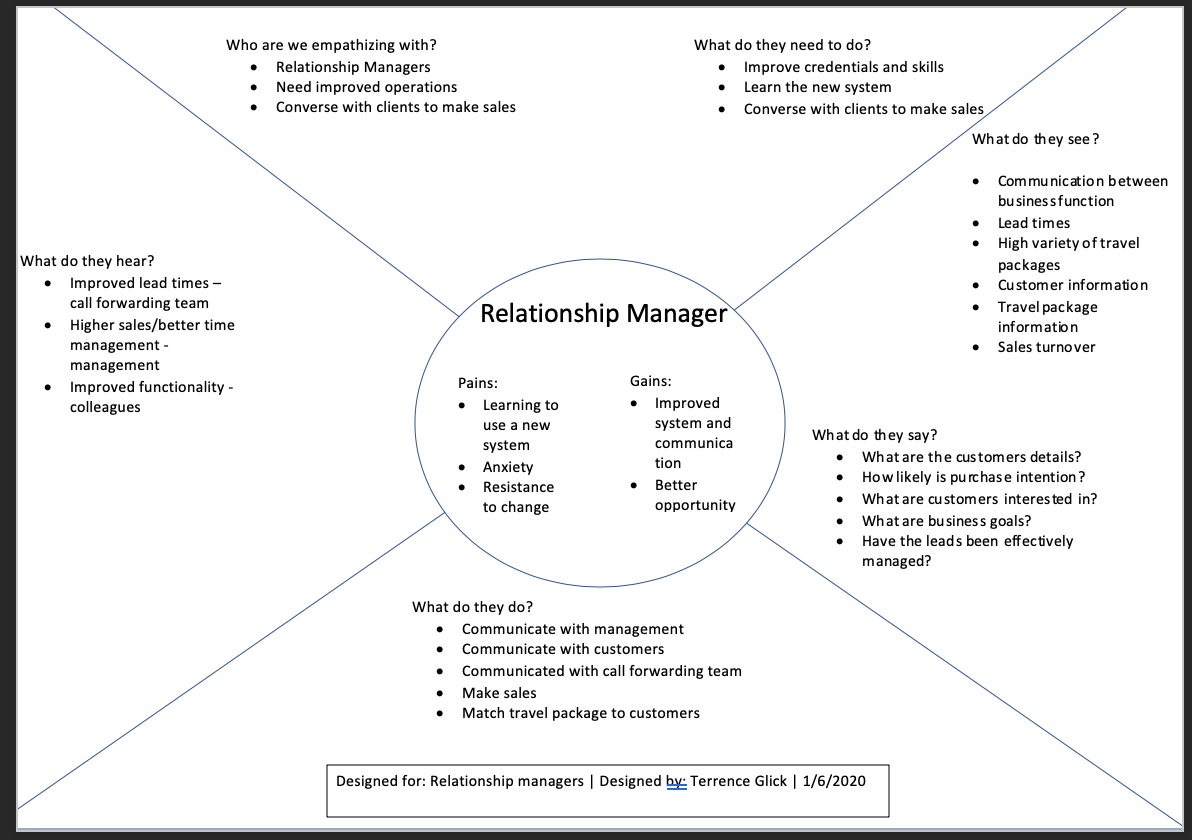 Who are we empathizing with?
• Relationship Managers
• Need improved operations
• Converse with clients to make sales
What do they need to do?
• Improve credentials and skills
• Learn the new system
• Converse with clients to make sales
What do they see?
• Communication between
business function
• Lead times
• High variety of travel
packages
• Customer information
• Travel package
information
• Sales turnover
What do they hear?
• Improved lead times –
call forwarding team
• Higher sales/better time
management -
management
• Improved functionality -
colleagues
Relationship Manager
Pains:
• Learning to
use a new
system
• Anxiety
• Resistance
to change
Gains:
• Improved
system and
communica
tion
• Better
opportunity
What do they say?
• What are the customers details?
• How likely is purchase intention?
• What are customers interested in?
• What are business goals?
• Have the leads been effectively
managed?
What do they do?
• Communicate with management
• Communicate with customers
• Communicated with call forwarding team
• Make sales
• Match travel package to customers
Designed for: Relationship managers | Designed by: Terrence Glick | 1/6/2020